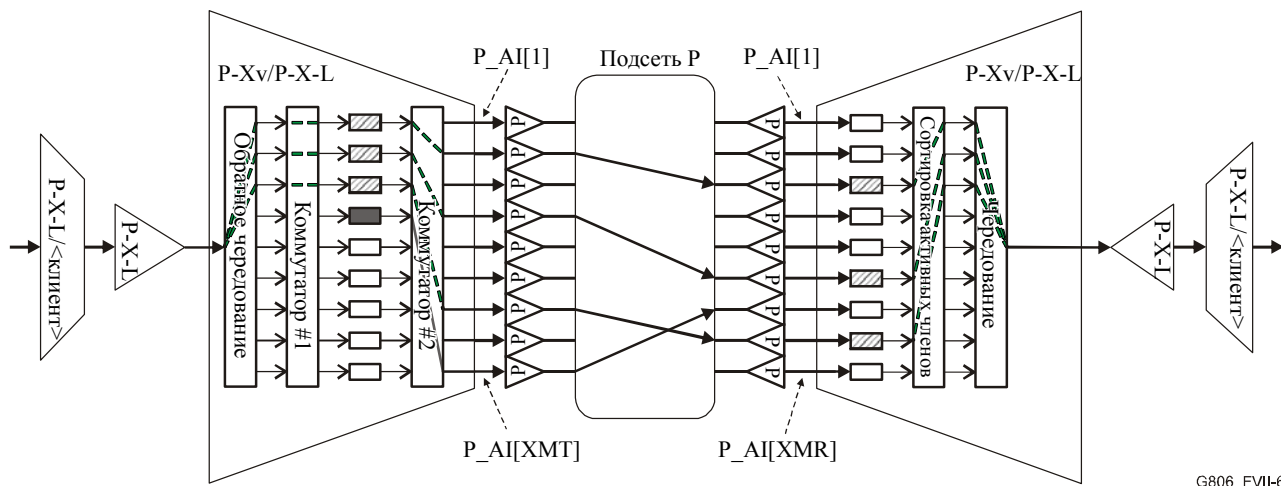 P-X-L/<клиент>
P-X-L
P-Xv/P-X-L
Обратное чередование
Коммутатор #1
Коммутатор #2
P_AI[1]
P_AI[XMT]
P
P
P
P
P
P
P
P
P
Подсеть P
P
P
P
P
P
P
P
P
P
P_AI[1]
P_AI[XMR]
P-Xv/P-X-L
Сортировка активных членов
Чередование
P-X-L
P-X-L/<клиент>
G806_FVII-6